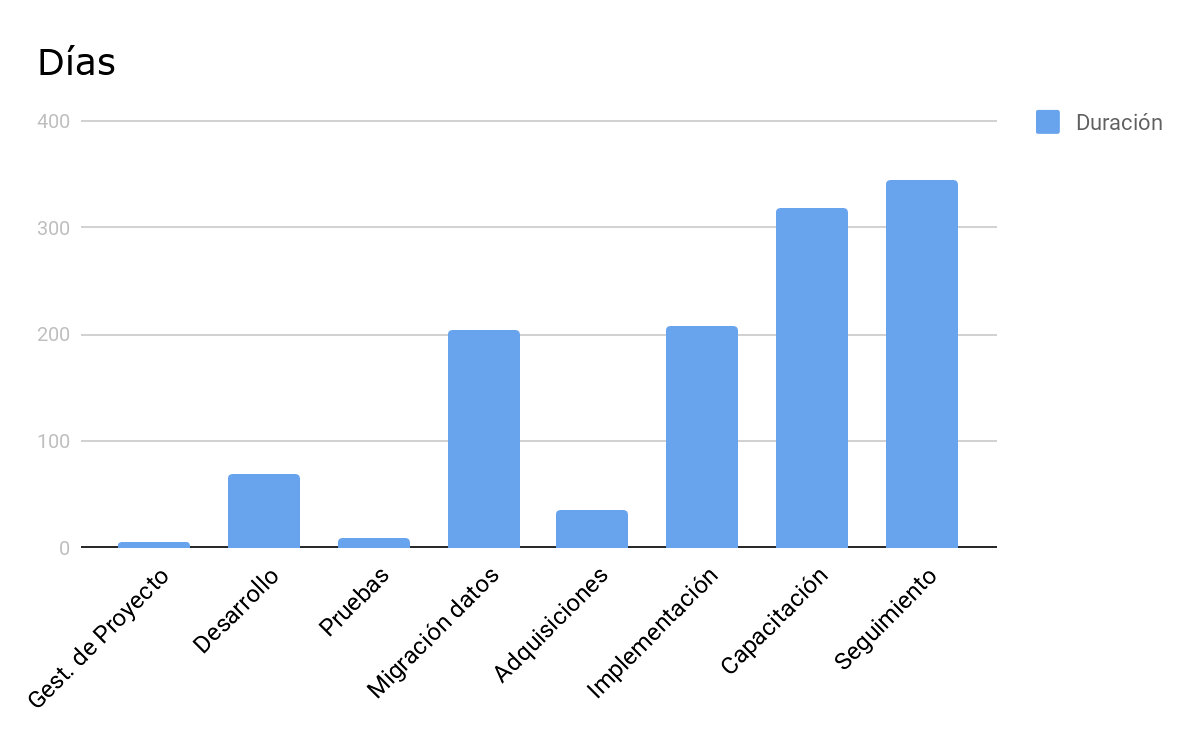 Días
400
300
200
100
0
Duración
Gest. de Proyecto
Desarrollo
Pruebas
Migración datos
Adquisiciones
Implementación
Capacitación
Seguimiento